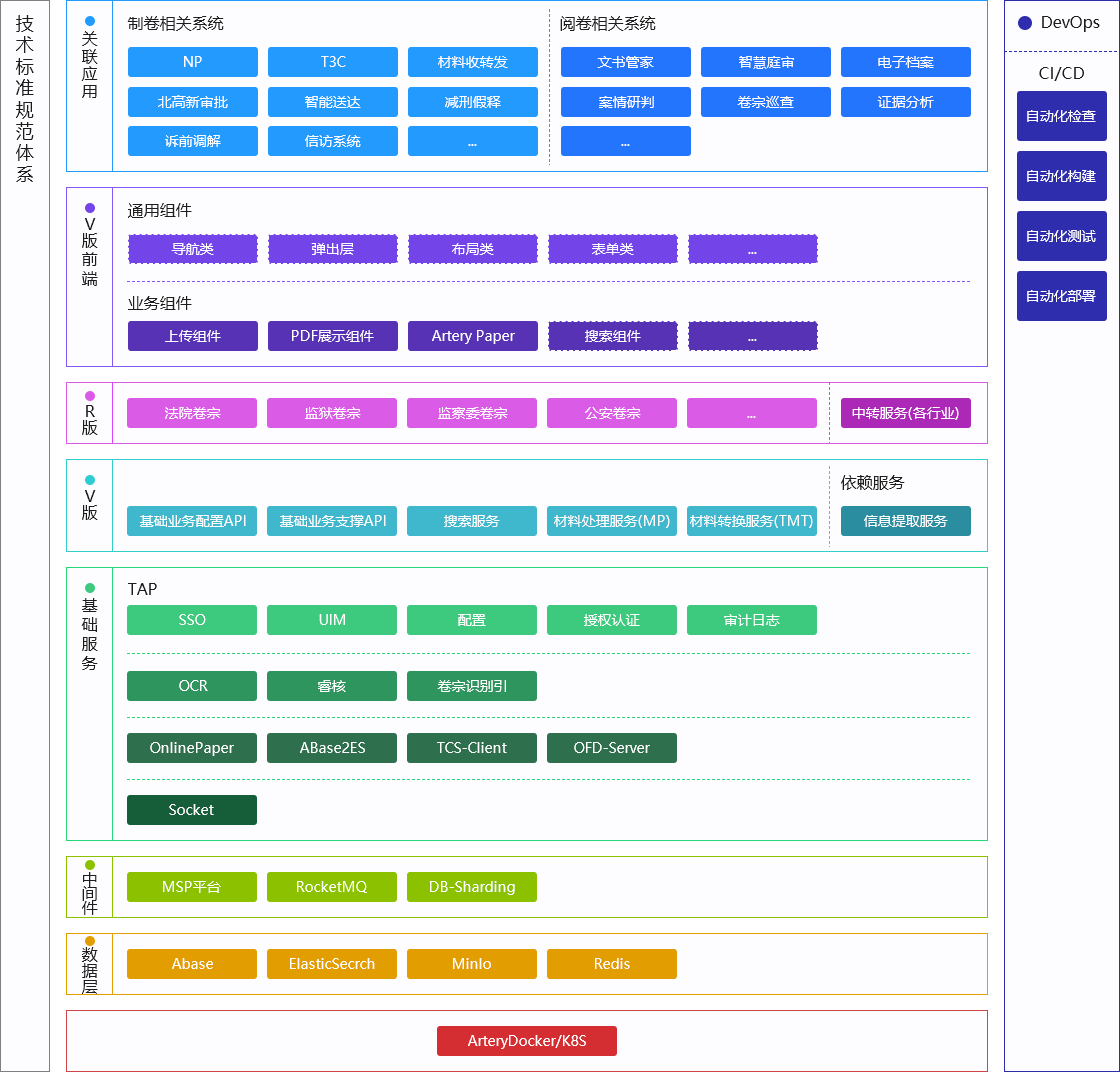 技术标准规范体系
关联应用
制卷相关系统
NP
T3C
材料收转发
北高新审批
智能送达
减刑假释
诉前调解
信访系统
...
阅卷相关系统
文书管家
智慧庭审
电子档案
案情研判
卷宗巡查
证据分析
...
V版前端
通用组件
导航类
弹出层
布局类
表单类
...
业务组件
上传组件
PDF展示组件
Artery Paper
搜索组件
...
R版
法院卷宗
监狱卷宗
监察委卷宗
公安卷宗
...
中转服务(各行业)
V版
基础业务配置API
基础业务支撑API
搜索服务
材料处理服务(MP)
材料转换服务(TMT)
依赖服务
信息提取服务
基础服务
TAP
SSO
UIM
配置
授权认证
审计日志
OCR
睿核
卷宗识别引
OnlinePaper
ABase2ES
TCS-Client
OFD-Server
Socket
中间件
MSP平台
RocketMQ
DB-Sharding
数据层
Abase
ElasticSecrch
MinIo
Redis
ArteryDocker/K8S
DevOps
CI/CD
自动化检查
自动化构建
自动化测试
自动化部署